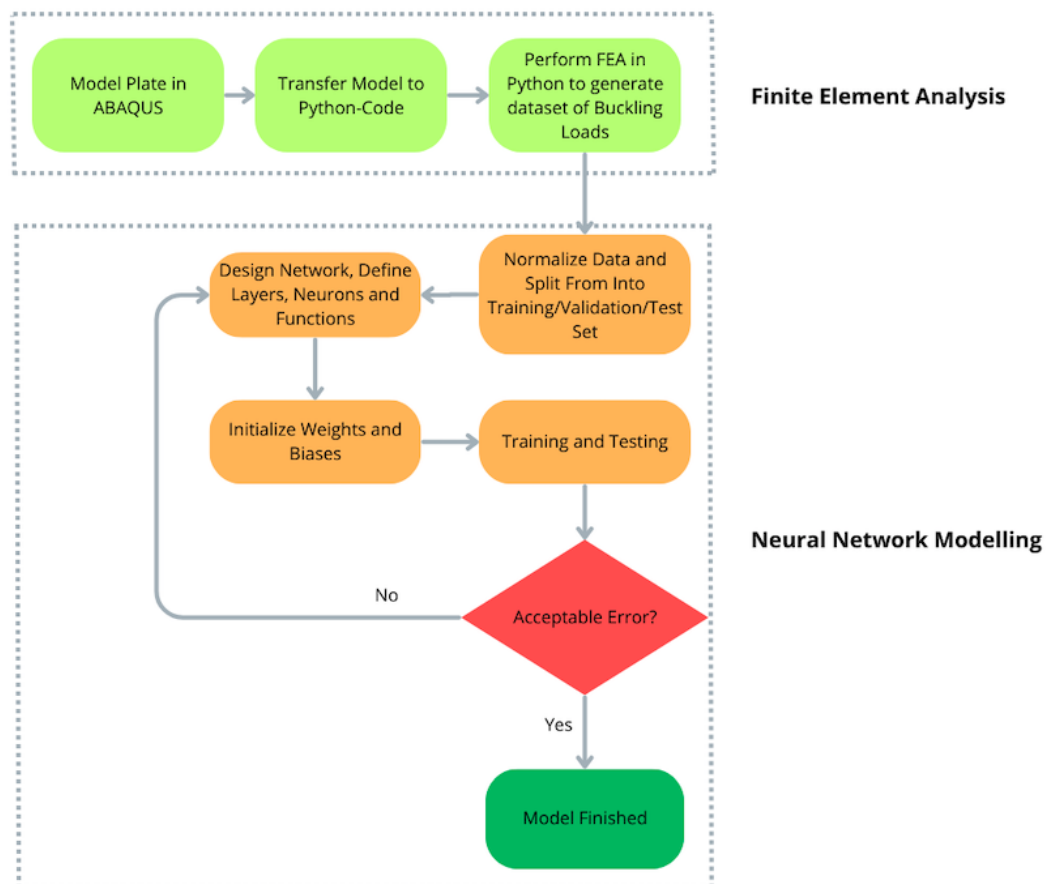 Model Plate in
ABAQUS
Transfer Model to
Python-Code
Perform FEA in
Python to generate
dataset of Buckling
Loads
Finite Element Analysis
Normalize Data and
Split From Into
Training/Validation/Test
Set
Design Network, Define
Layers, Neurons and
Functions
Initialize Weights and
Biases
Training and Testing
Neural Network Modelling
Acceptable Error?
No
Yes
Model Finished